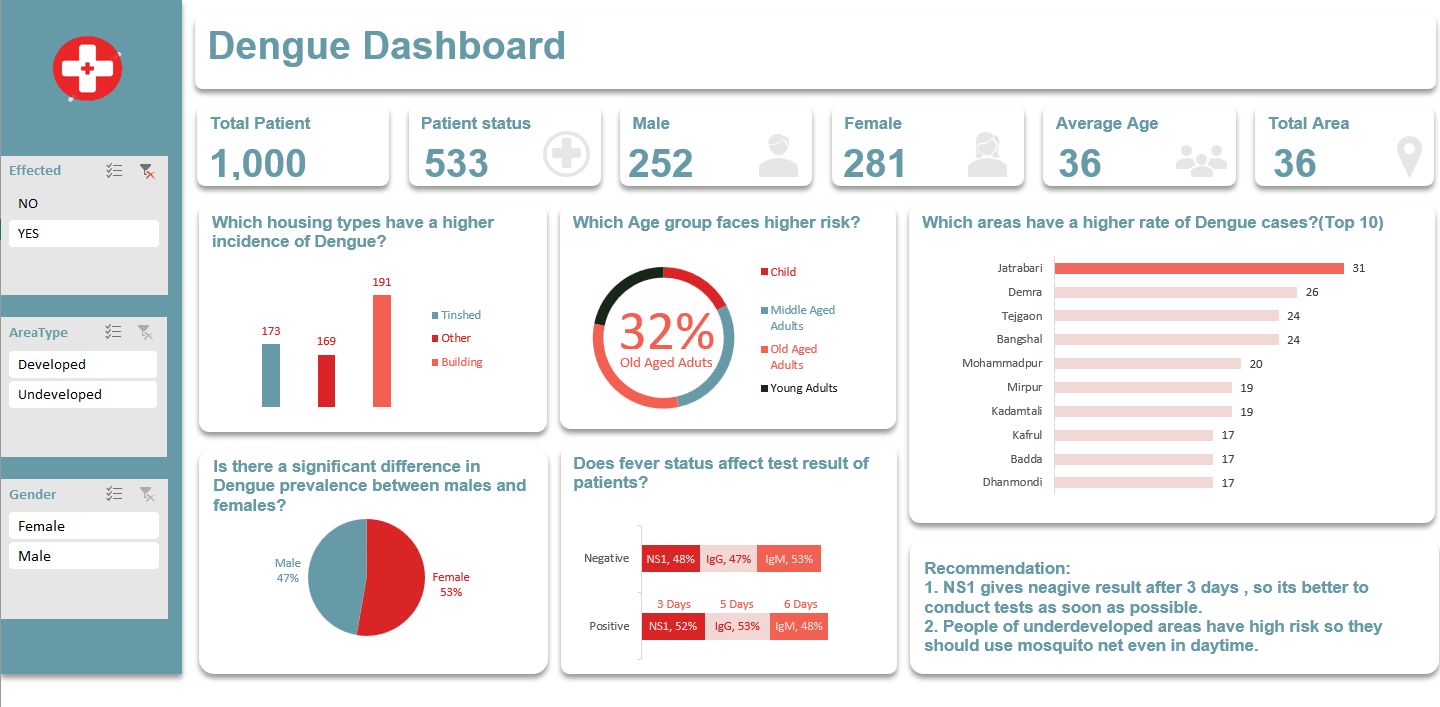 Dengue Dashboard
Total Patient
1,000
Patient status
533
Male
252
Female
281
Average Age
36
Total Area
36
Effected
NO
YES
AreaType
Developed
Undeveloped
Gender
Female
Male
Which housing types have a higher
incidence of Dengue?
173
169
191
Tinshed
Other
Building
Which Age group faces higher risk?
32%
Old Aged Aduts
Child
Middle Aged
Adults
Old Aged
Adults
Young Adults
Which areas have a higher rate of Dengue cases?(Top 10)
Jatrabari 31
Demra 26
Tejgaon 24
Bangshal 24
Mohammadpur 20
Mirpur 19
Kadamtali 19
Kafrul 17
Badda 17
Dhanmondi 17
Is there a significant difference in
Dengue prevalence between males and
females?
Male
47%
Female
53%
Does fever status affect test result of
patients?
Negative NS1, 48% IgG, 47% IgM, 53%
3 Days 5 Days 6 Days
Positive NS1, 52% IgG, 53% IgM, 48%
Recommendation:
1. NS1 gives neagive result after 3 days , so its better to
conduct tests as soon as possible.
2. People of underdeveloped areas have high risk so they
should use mosquito net even in daytime.